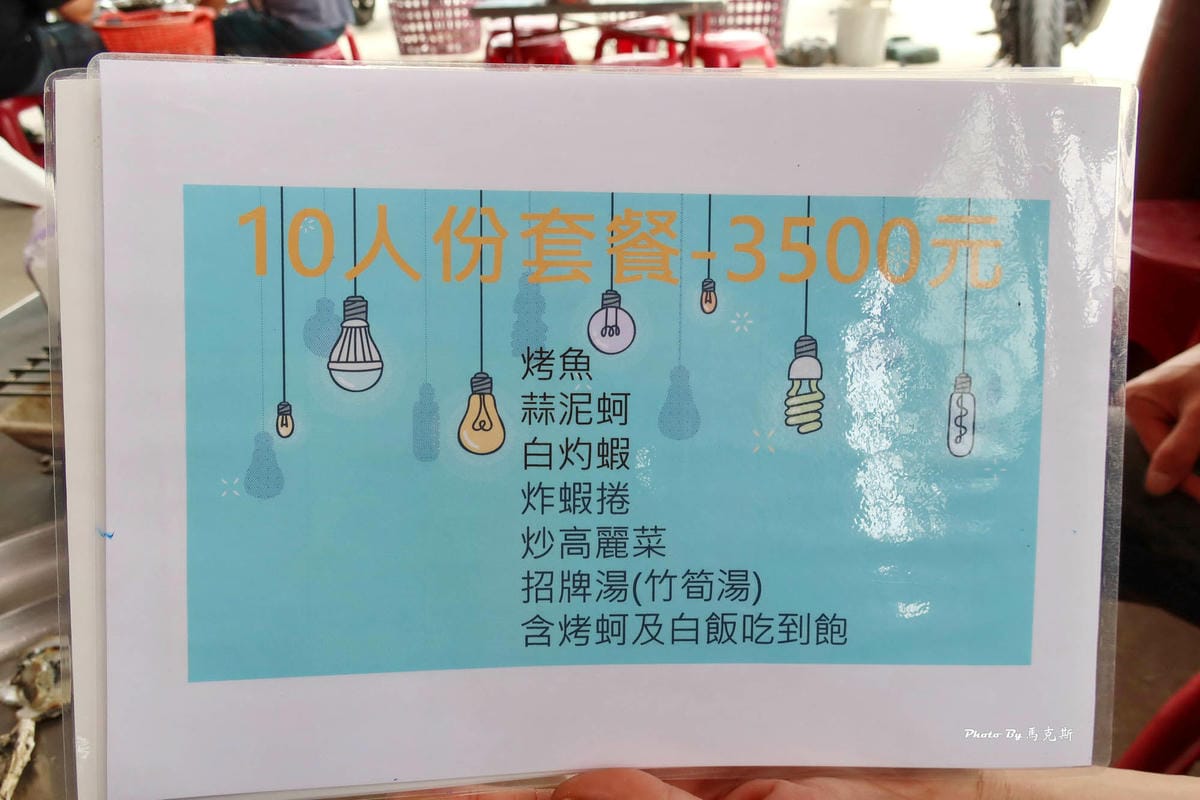 10人份套餐-3500元
烤魚
蒜泥蚵
白灼蝦
炸蝦捲
炒高麗菜
招牌湯(竹筍湯)
含烤蚵及白飯吃到飽
Photo By 馬克斯